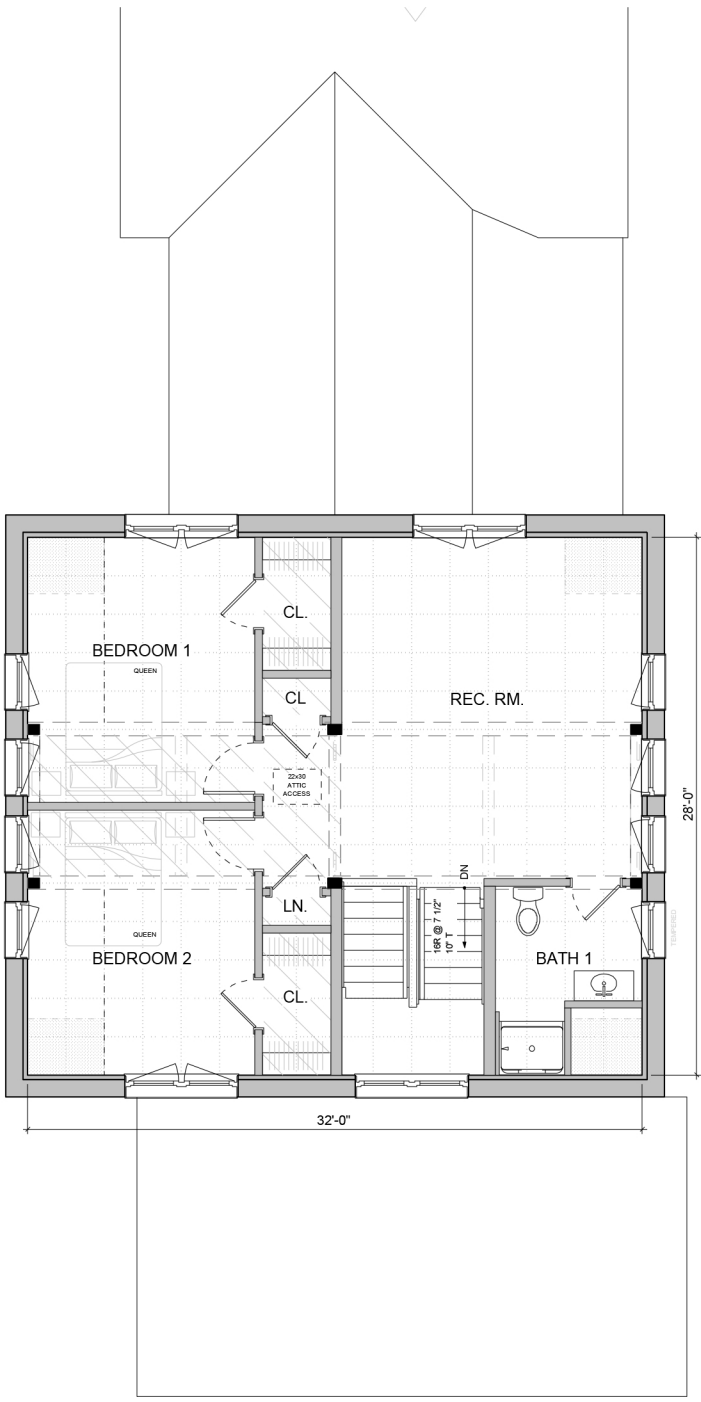 CL.
BEDROOM 1
QUEEN
CL
REC. RM.
22x30
ATTIC
ACCESS
28'-0"
DN
16R @ 7 1/2"
10" T
LN.
TEMPERED
QUEEN
BEDROOM 2
BATH 1
CL.
32'-0"